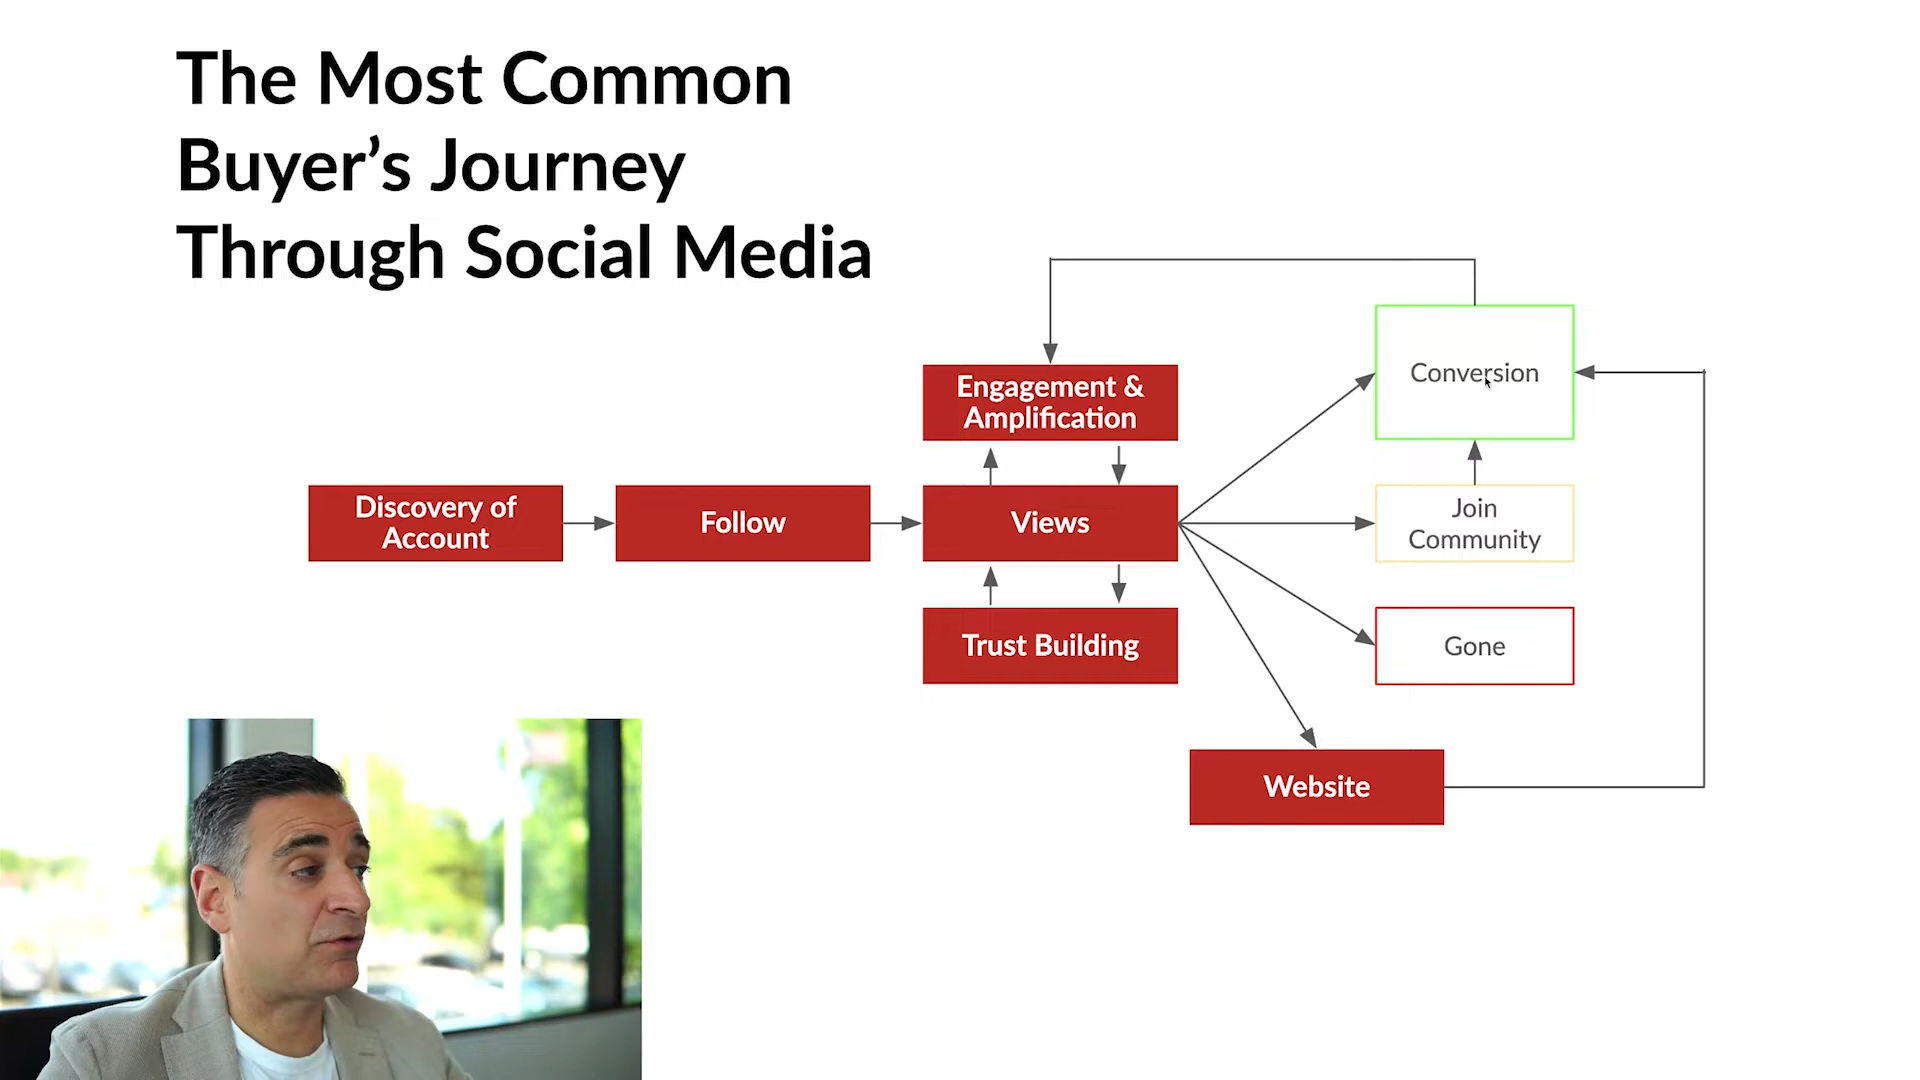 The Most Common
Buyer’s Journey
Through Social Media
Engagement &
Amplification
Conversion
Discovery of
Account
Follow
Views
Join
Community
Trust Building
Gone
Website